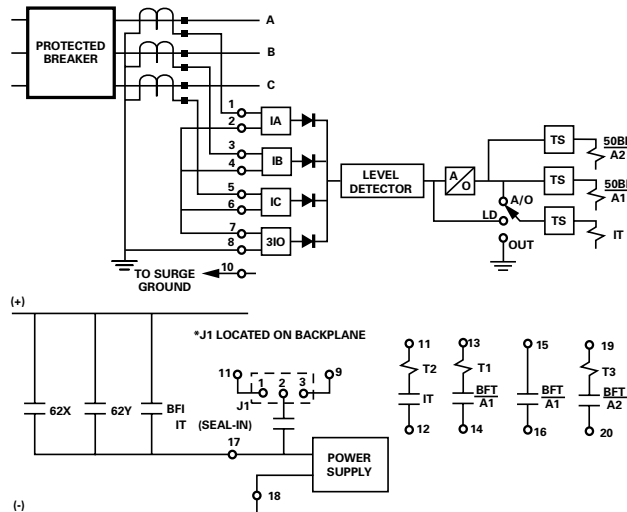 A
PROTECTED
BREAKER
B
C
1
2
IA
3
4
IB
5
6
IC
7
8
3IO
10
TO SURGE
GROUND
LEVEL
DETECTOR
A
O
A/O
LD
OUT
TS
A2
TS
A1
TS
IT
(+)
*J1 LOCATED ON BACKPLANE
62X
62Y
BFI
IT
11
1
2
3
9
J1
(SEAL-IN)
17
POWER
SUPPLY
18
(-)
11
T2
IT
12
13
T1
BFT
A1
14
15
BFT
A1
16
19
T3
BFT
A2
20